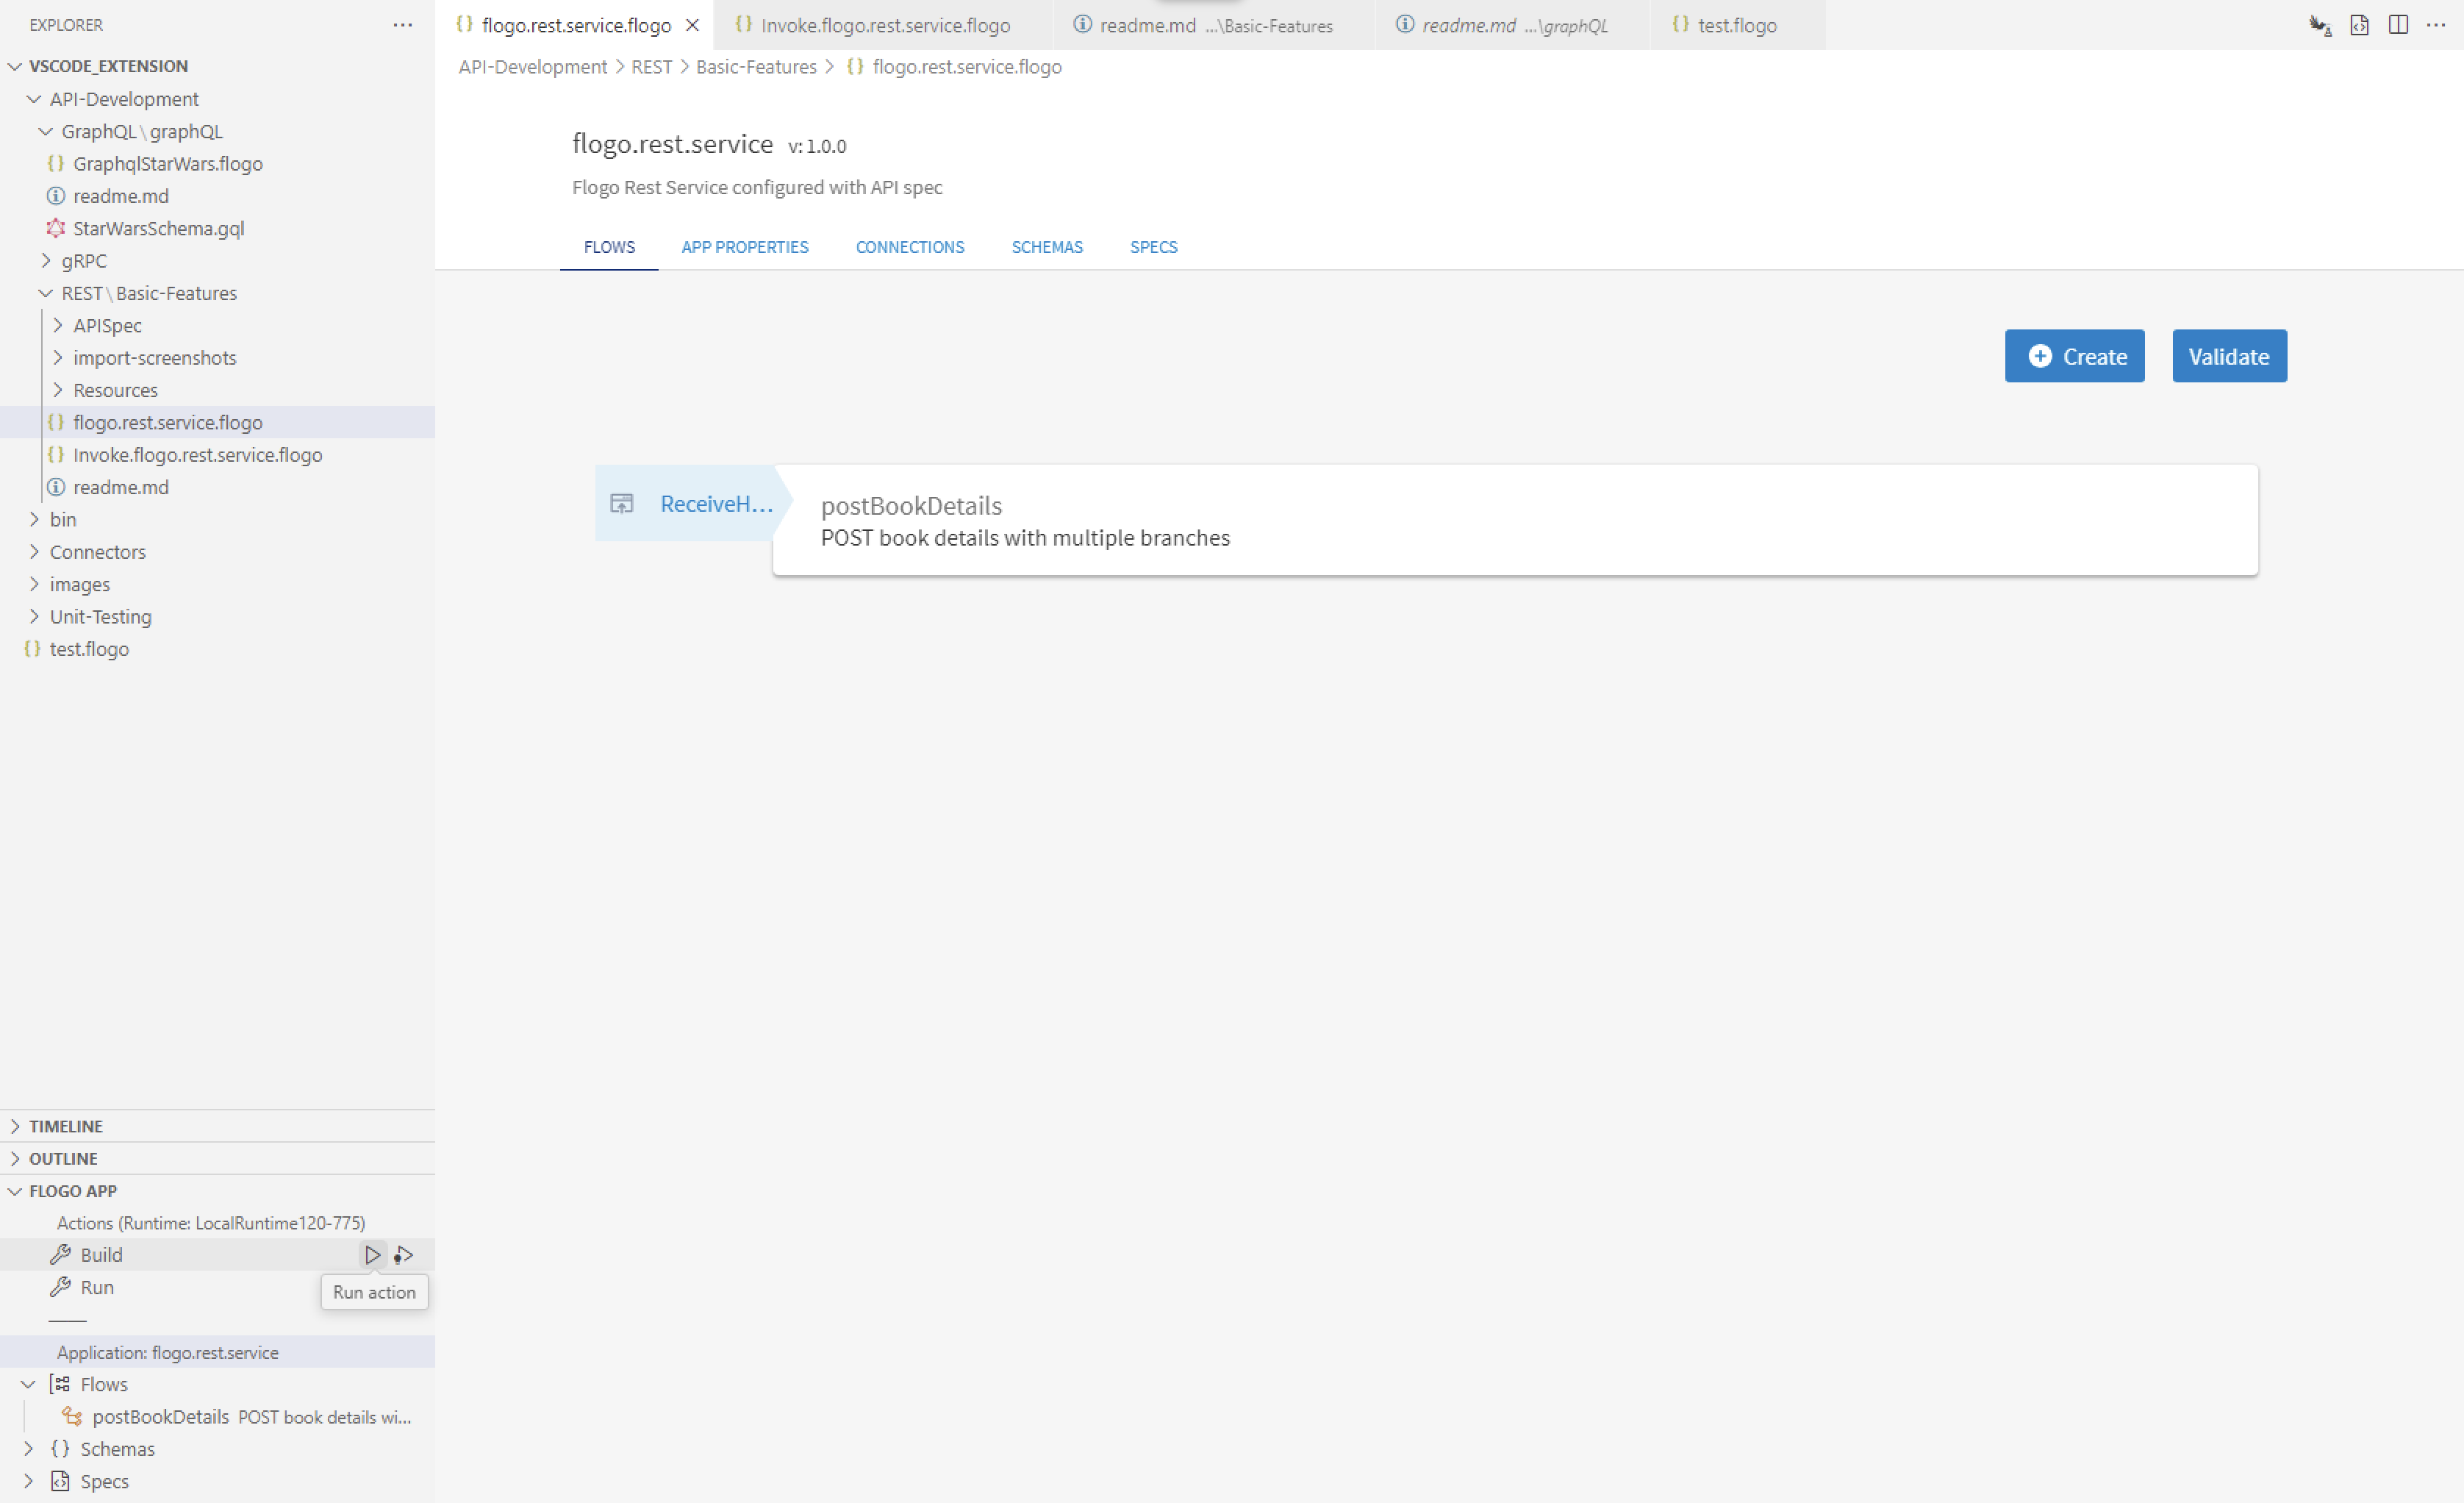 EXPLORER
VSCODE_EXTENSION
API-Development
GraphQL\graphQL
GraphqlStarWars.flogo
readme.md
StarWarsSchema.gql
gRPC
REST\Basic-Features
APISpec
import-screenshots
Resources
flogo.rest.service.flogo
Invoke.flogo.rest.service.flogo
readme.md
bin
Connectors
images
Unit-Testing
test.flogo
TIMELINE
OUTLINE
FLOGO APP
Actions (Runtime: LocalRuntime120-775)
Build
Run
Run action
Application: flogo.rest.service
Flows
postBookDetails POST book details wi...
Schemas
Specs
flogo.rest.service.flogo
Invoke.flogo.rest.service.flogo
readme.md ...\Basic-Features
readme.md ...\graphQL
test.flogo
API-Development > REST > Basic-Features > {} flogo.rest.service.flogo
flogo.rest.service v: 1.0.0
Flogo Rest Service configured with API spec
FLOWS APP PROPERTIES CONNECTIONS SCHEMAS SPECS
Create Validate
ReceiveH...
postBookDetails
POST book details with multiple branches